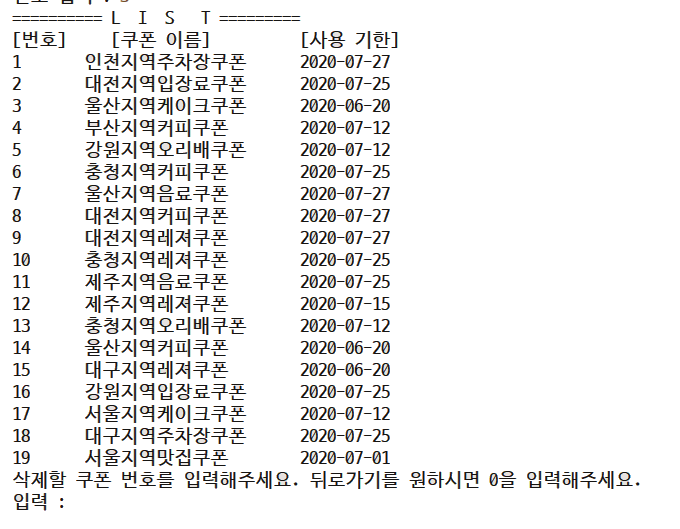 ========== L I S T =========
[번호] [쿠폰 이름] [사용 기한]
1 인천지역주차장쿠폰 2020-07-27
2 대전지역입장료쿠폰 2020-07-25
3 울산지역케이크쿠폰 2020-06-20
4 부산지역커피쿠폰 2020-07-12
5 강원지역오리배쿠폰 2020-07-12
6 충청지역커피쿠폰 2020-07-25
7 울산지역음료쿠폰 2020-07-27
8 대전지역커피쿠폰 2020-07-27
9 대전지역레져쿠폰 2020-07-27
10 충청지역레져쿠폰 2020-07-25
11 제주지역음료쿠폰 2020-07-25
12 제주지역레져쿠폰 2020-07-15
13 충청지역오리배쿠폰 2020-07-12
14 울산지역커피쿠폰 2020-06-20
15 대구지역레져쿠폰 2020-06-20
16 강원지역입장료쿠폰 2020-07-25
17 서울지역케이크쿠폰 2020-07-12
18 대구지역주차장쿠폰 2020-07-25
19 서울지역맛집쿠폰 2020-07-01
삭제할 쿠폰 번호를 입력해주세요. 뒤로가기를 원하시면 0을 입력해주세요.
입력 :